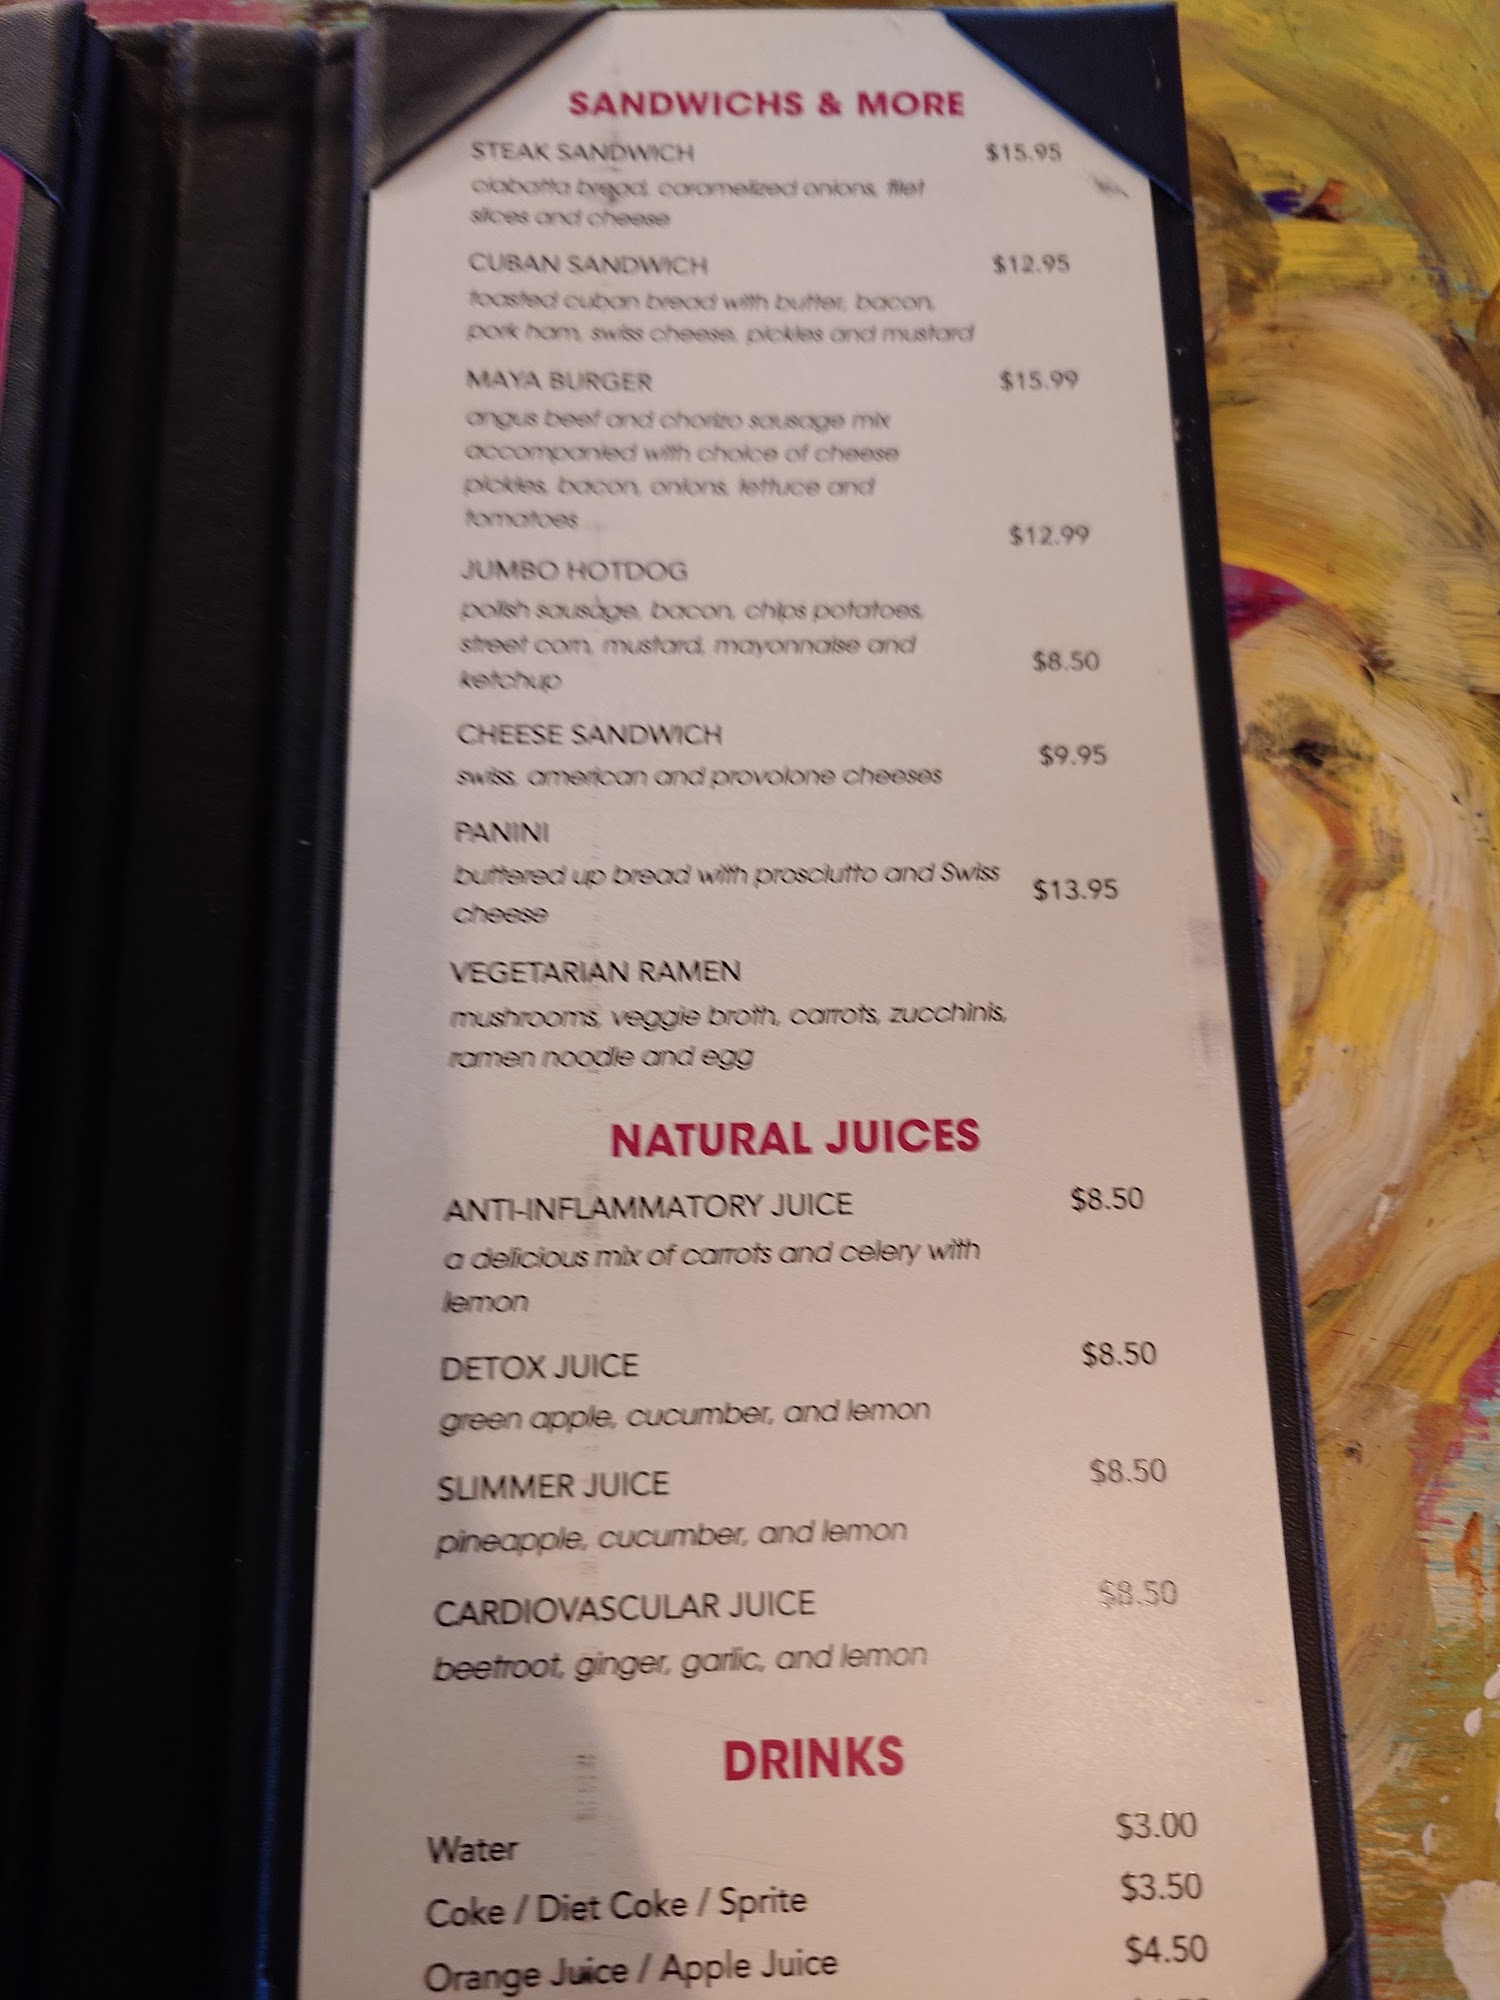 SANDWICHS & MORE
STEAK SANDWICH $15.95
ciabatta bread, caramelized onions, filet
slices and cheese
CUBAN SANDWICH $12.95
toasted cuban bread with butter, bacon,
pork ham, swiss cheese, pickles and mustard
MAYA BURGER $15.99
angus beef and chorizo sausage mix
accompanied with choice of cheese
pickles, bacon, onions, lettuce and
tomatoes
$12.99
JUMBO HOTDOG
polish sausage, bacon, chips potatoes,
street corn, mustard, mayonnaise and
$8.50
ketchup
CHEESE SANDWICH
$9.95
swiss, american and provolone cheeses
PANINI
buttered up bread with prosciutto and Swiss
$13.95
cheese
VEGETARIAN RAMEN
mushrooms, veggie broth, carrots, zucchinis,
ramen noodle and egg
NATURAL JUICES
ANTI-INFLAMMATORY JUICE $8.50
a delicious mix of carrots and celery with
lemon
DETOX JUICE $8.50
green apple, cucumber, and lemon
SLIMMER JUICE $8.50
pineapple, cucumber, and lemon
CARDIOVASCULAR JUICE $8.50
beetroot, ginger, garlic, and lemon
DRINKS
Water $3.00
Coke / Diet Coke / Sprite $3.50
Orange Juice / Apple Juice $4.50